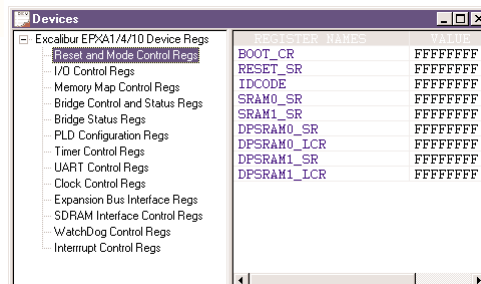 Devices
Excalibur EPXA1/4/10 Device Regs
Reset and Mode Control Regs
I/O Control Regs
Memory Map Control Regs
Bridge Control and Status Regs
Bridge Status Regs
PLD Configuration Regs
Timer Control Regs
UART Control Regs
Clock Control Regs
Expansion Bus Interface Regs
SDRAM Interface Control Regs
WatchDog Control Regs
Interrrupt Control Regs
REGISTER NAMES VALUE
BOOT_CR FFFFFFFF
RESET_SR FFFFFFFF
IDCODE FFFFFFFF
SRAM0_SR FFFFFFFF
SRAM1_SR FFFFFFFF
DPSRAM0_SR FFFFFFFF
DPSRAM0_LCR FFFFFFFF
DPSRAM1_SR FFFFFFFF
DPSRAM1_LCR FFFFFFFF